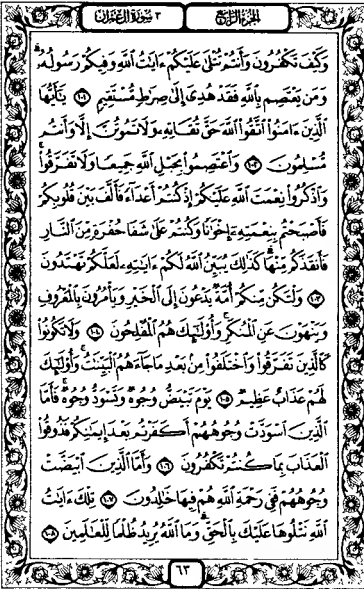 الجزء الرابع ٣ سورة آل عمران
وَكَيْفَ تَكْفُرُونَ وَأَنتُمْ تُتْلَىٰ عَلَيْكُمْ ءَايَٰتُ ٱللَّهِ وَفِيكُمْ رَسُولُهُۥ ۗ
وَمَن يَعْتَصِم بِٱللَّهِ فَقَدْ هُدِىَ إِلَىٰ صِرَٰطٍ مُّسْتَقِيمٍ ١٠١ يَٰٓأَيُّهَا
ٱلَّذِينَ ءَامَنُوا۟ ٱتَّقُوا۟ ٱللَّهَ حَقَّ تُقَاتِهِۦ وَلَا تَمُوتُنَّ إِلَّا وَأَنتُم
مُّسْلِمُونَ ١٠٢ وَٱعْتَصِمُوا۟ بِحَبْلِ ٱللَّهِ جَمِيعًا وَلَا تَفَرَّقُوا۟ ۚ
وَٱذْكُرُوا۟ نِعْمَتَ ٱللَّهِ عَلَيْكُمْ إِذْ كُنتُمْ أَعْدَآءً فَأَلَّفَ بَيْنَ قُلُوبِكُمْ
فَأَصْبَحْتُم بِنِعْمَتِهِۦٓ إِخْوَٰنًا وَكُنتُمْ عَلَىٰ شَفَا حُفْرَةٍ مِّنَ ٱلنَّارِ
فَأَنقَذَكُم مِّنْهَا ۗ كَذَٰلِكَ يُبَيِّنُ ٱللَّهُ لَكُمْ ءَايَٰتِهِۦ لَعَلَّكُمْ تَهْتَدُونَ
١٠٣ وَلْتَكُن مِّنكُمْ أُمَّةٌ يَدْعُونَ إِلَى ٱلْخَيْرِ وَيَأْمُرُونَ بِٱلْمَعْرُوفِ
وَيَنْهَوْنَ عَنِ ٱلْمُنكَرِ ۚ وَأُو۟لَٰٓئِكَ هُمُ ٱلْمُفْلِحُونَ ١٠٤ وَلَا تَكُونُوا۟
كَٱلَّذِينَ تَفَرَّقُوا۟ وَٱخْتَلَفُوا۟ مِنۢ بَعْدِ مَا جَآءَهُمُ ٱلْبَيِّنَٰتُ ۚ وَأُو۟لَٰٓئِكَ
لَهُمْ عَذَابٌ عَظِيمٌ ١٠٥ يَوْمَ تَبْيَضُّ وُجُوهٌ وَتَسْوَدُّ وُجُوهٌ ۚ فَأَمَّا
ٱلَّذِينَ ٱسْوَدَّتْ وُجُوهُهُمْ أَكَفَرْتُم بَعْدَ إِيمَٰنِكُمْ فَذُوقُوا۟
ٱلْعَذَابَ بِمَا كُنتُمْ تَكْفُرُونَ ١٠٦ وَأَمَّا ٱلَّذِينَ ٱبْيَضَّتْ
وُجُوهُهُمْ فَفِى رَحْمَةِ ٱللَّهِ هُمْ فِيهَا خَٰلِدُونَ ١٠٧ تِلْكَ ءَايَٰتُ
ٱللَّهِ نَتْلُوهَا عَلَيْكَ بِٱلْحَقِّ ۗ وَمَا ٱللَّهُ يُرِيدُ ظُلْمًا لِّلْعَٰلَمِينَ ١٠٨
٦٣